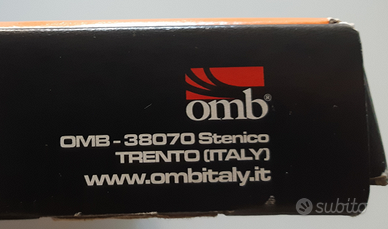 omb®
OMB - 38070 Stenico
TRENTO (ITALY)
www.ombitaly.it
subito